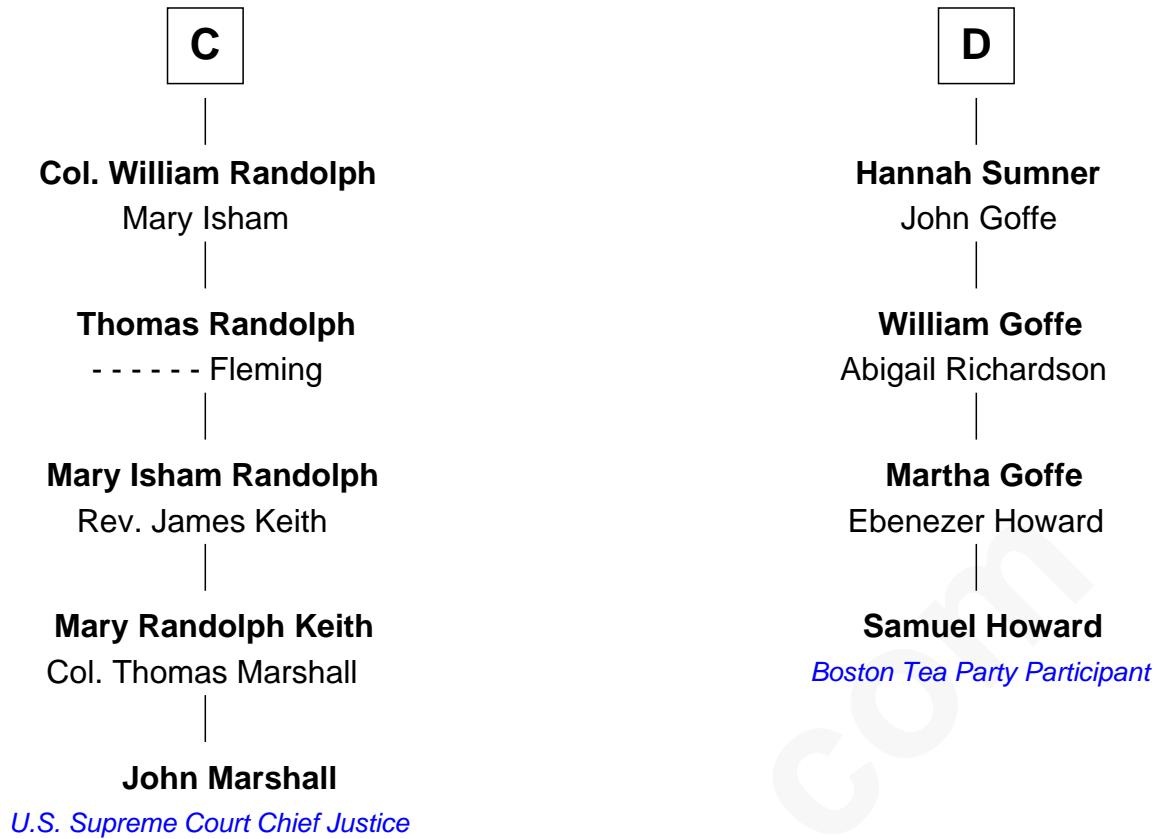 C
Col. William Randolph
Mary Isham
Thomas Randolph
- - - - - - Fleming
Mary Isham Randolph
Rev. James Keith
Mary Randolph Keith
Col. Thomas Marshall
John Marshall
U.S. Supreme Court Chief Justice
D
Hannah Sumner
John Goffe
William Goffe
Abigail Richardson
Martha Goffe
Ebenezer Howard
Samuel Howard
Boston Tea Party Participant
com